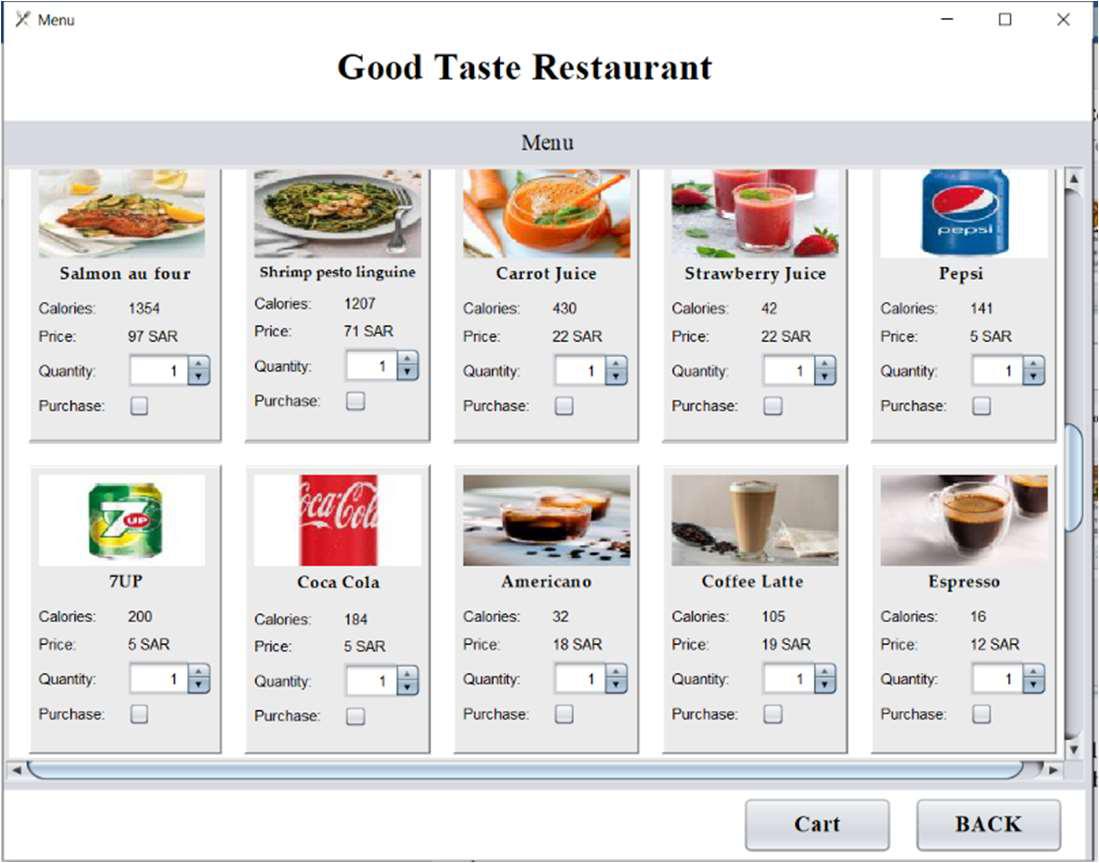 Menu
Good Taste Restaurant
Menu
pepsi
Salmon au four
Shrimp pesto linguine
Carrot Juice
Strawberry Juice
Pepsi
Calories: 1354
Calories: 1207
Calories: 430
Calories: 42
Calories: 141
Price: 97 SAR
Price: 71 SAR
Price: 22 SAR
Price: 22 SAR
Price: 5 SAR
Quantity: 1
Quantity: 1
Quantity: 1
Quantity: 1
Quantity: 1
Purchase:
Purchase:
Purchase:
Purchase:
Purchase:
7UP
Coca Cola
7UP
Coca Cola
Americano
Coffee Latte
Espresso
Calories: 200
Calories: 184
Calories: 32
Calories: 105
Calories: 16
Price: 5 SAR
Price: 5 SAR
Price: 18 SAR
Price: 19 SAR
Price: 12 SAR
Quantity: 1
Quantity: 1
Quantity: 1
Quantity: 1
Quantity: 1
Purchase:
Purchase:
Purchase:
Purchase:
Purchase:
Cart
BACK